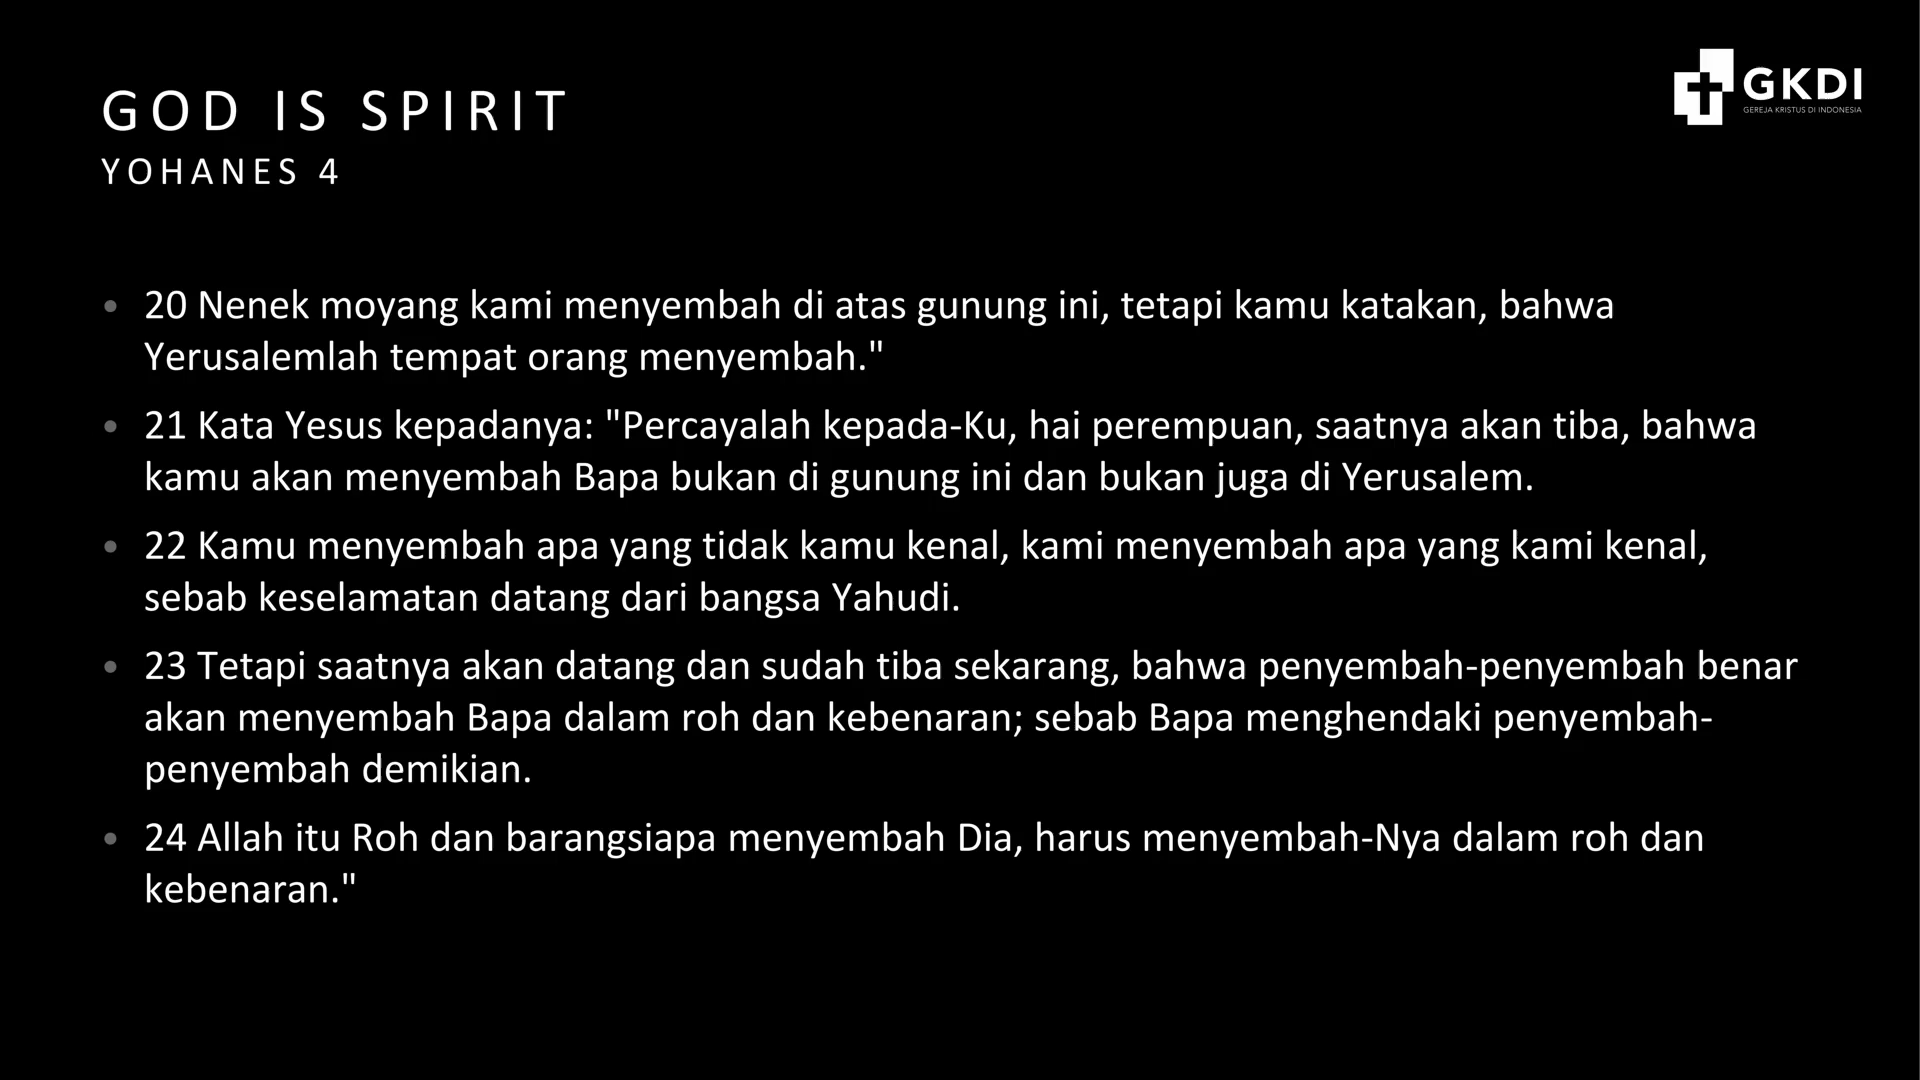 GOD IS SPIRIT
YOHANES 4
GKDI
GEREJA KRISTUS DI INDONESIA
• 20 Nenek moyang kami menyembah di atas gunung ini, tetapi kamu katakan, bahwa
Yerusalemlah tempat orang menyembah."
• 21 Kata Yesus kepadanya: "Percayalah kepada-Ku, hai perempuan, saatnya akan tiba, bahwa
kamu akan menyembah Bapa bukan di gunung ini dan bukan juga di Yerusalem.
• 22 Kamu menyembah apa yang tidak kamu kenal, kami menyembah apa yang kami kenal,
sebab keselamatan datang dari bangsa Yahudi.
• 23 Tetapi saatnya akan datang dan sudah tiba sekarang, bahwa penyembah-penyembah benar
akan menyembah Bapa dalam roh dan kebenaran; sebab Bapa menghendaki penyembah-
penyembah demikian.
• 24 Allah itu Roh dan barangsiapa menyembah Dia, harus menyembah-Nya dalam roh dan
kebenaran."